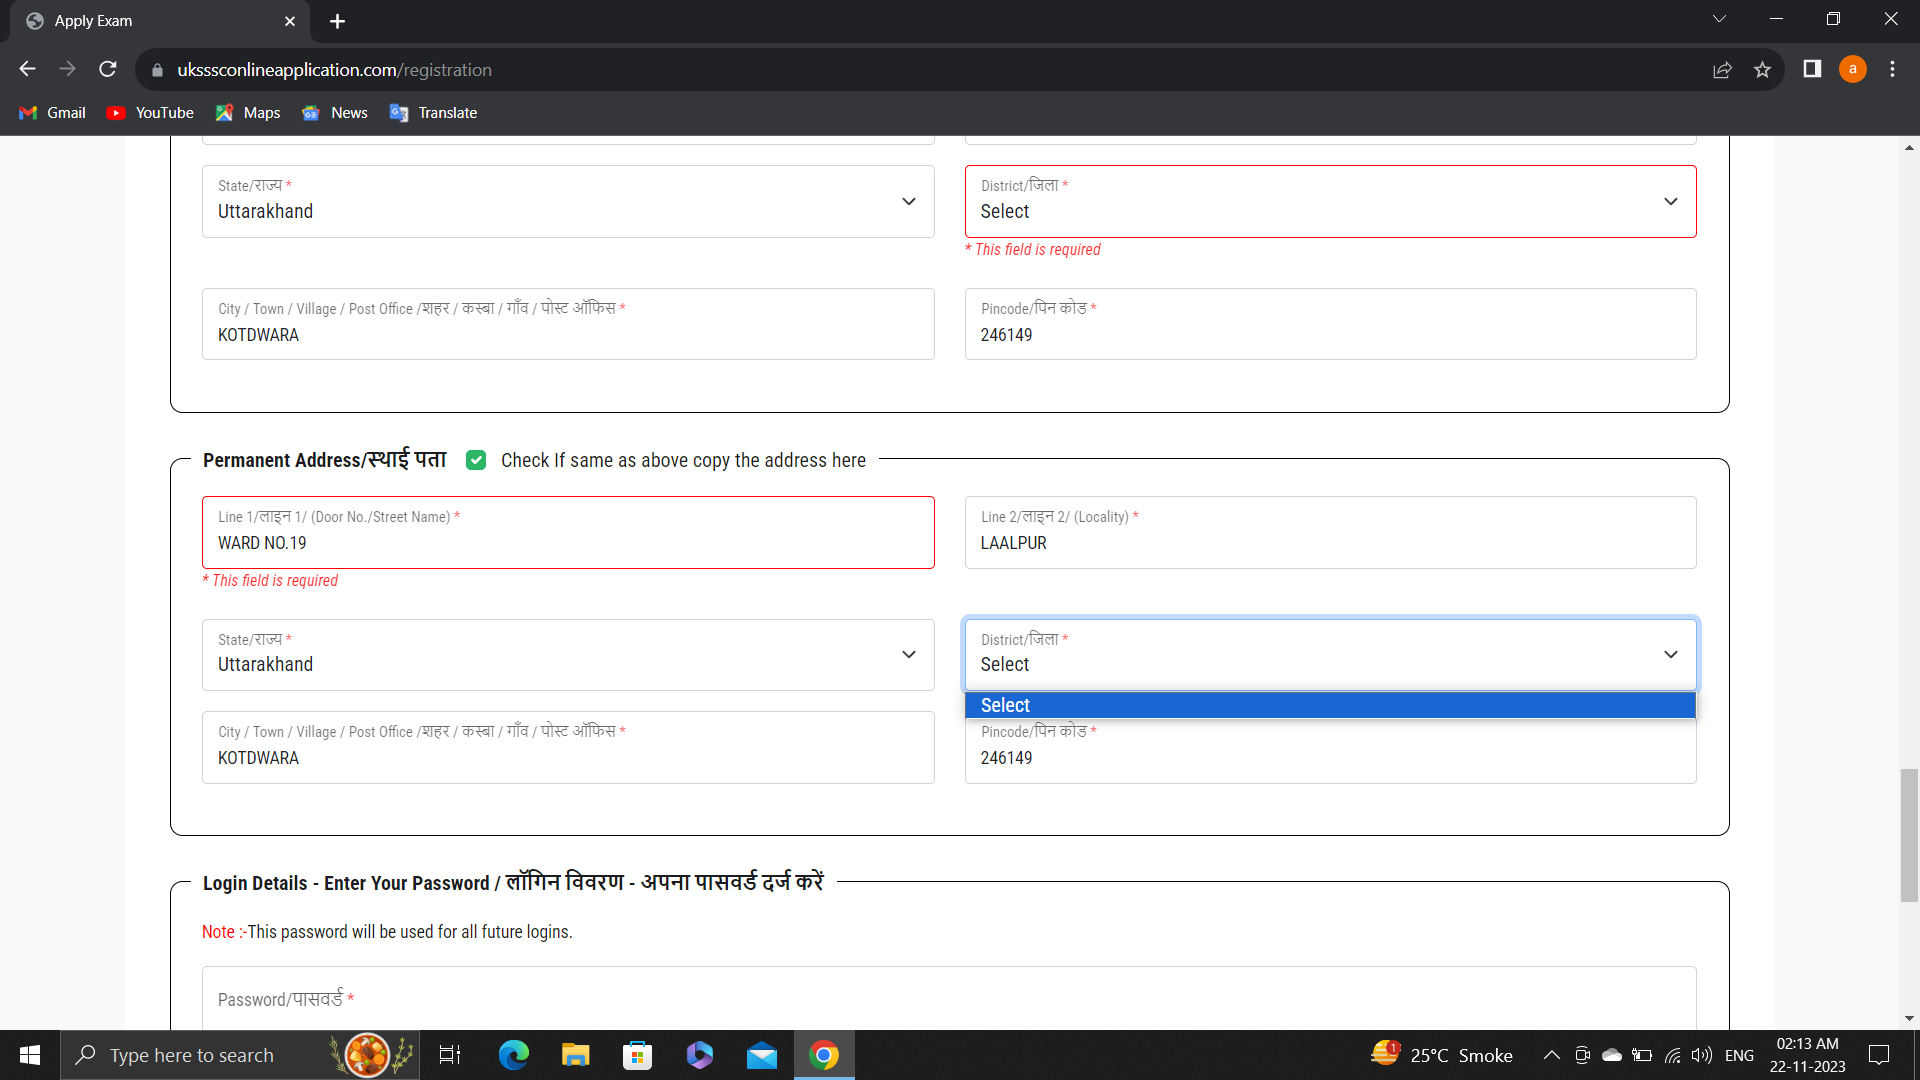 Apply Exam
uksssconlineapplication.com/registration
a
Gmail
YouTube
Maps
News
Translate
State/राज्य *
Uttarakhand
District/जिला *
Select
* This field is required
City / Town / Village / Post Office /शहर / कस्बा / गाँव / पोस्ट ऑफिस *
KOTDWARA
Pincode/पिन कोड *
246149
Permanent Address/स्थाई पता
Check If same as above copy the address here
Line 1/लाइन 1/ (Door No./Street Name) *
WARD NO.19
* This field is required
Line 2/लाइन 2/ (Locality) *
LAALPUR
State/राज्य *
Uttarakhand
District/जिला *
Select
Select
City / Town / Village / Post Office /शहर / कस्बा / गाँव / पोस्ट ऑफिस *
KOTDWARA
Pincode/पिन कोड *
246149
Login Details - Enter Your Password / लॉगिन विवरण - अपना पासवर्ड दर्ज करें
Note :-This password will be used for all future logins.
Password/पासवर्ड *
Type here to search
1
25°C Smoke
ENG
02:13 AM
22-11-2023